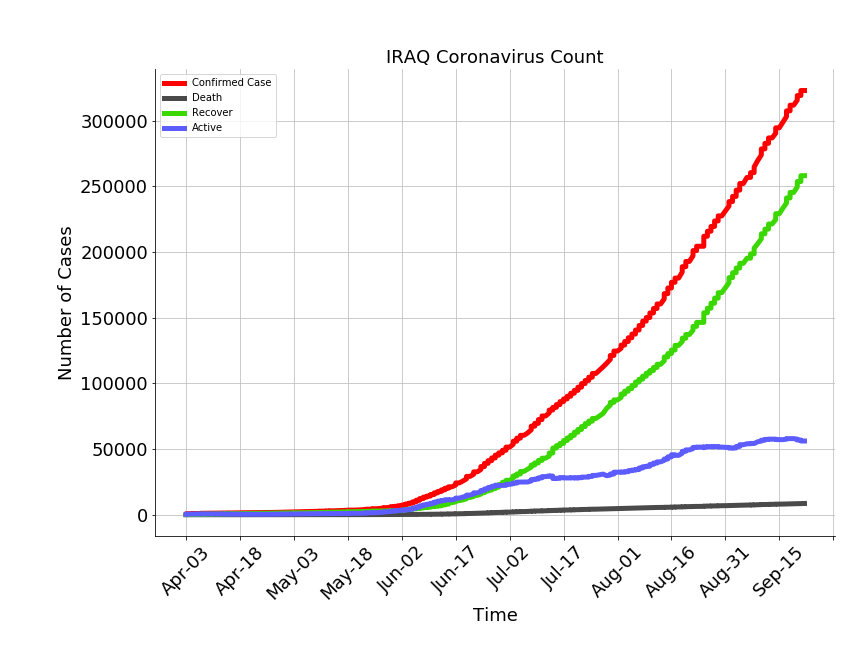 IRAQ Coronavirus Count
Confirmed Case
Death
Recover
Active
Number of Cases
300000
250000
200000
150000
100000
50000
0
Apr-03
Apr-18
May-03
May-18
Jun-02
Jun-17
Jul-02
Jul-17
Aug-01
Aug-16
Aug-31
Sep-15
Time